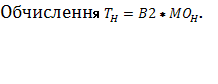 Обчислення T_H = B2 * MO_H.